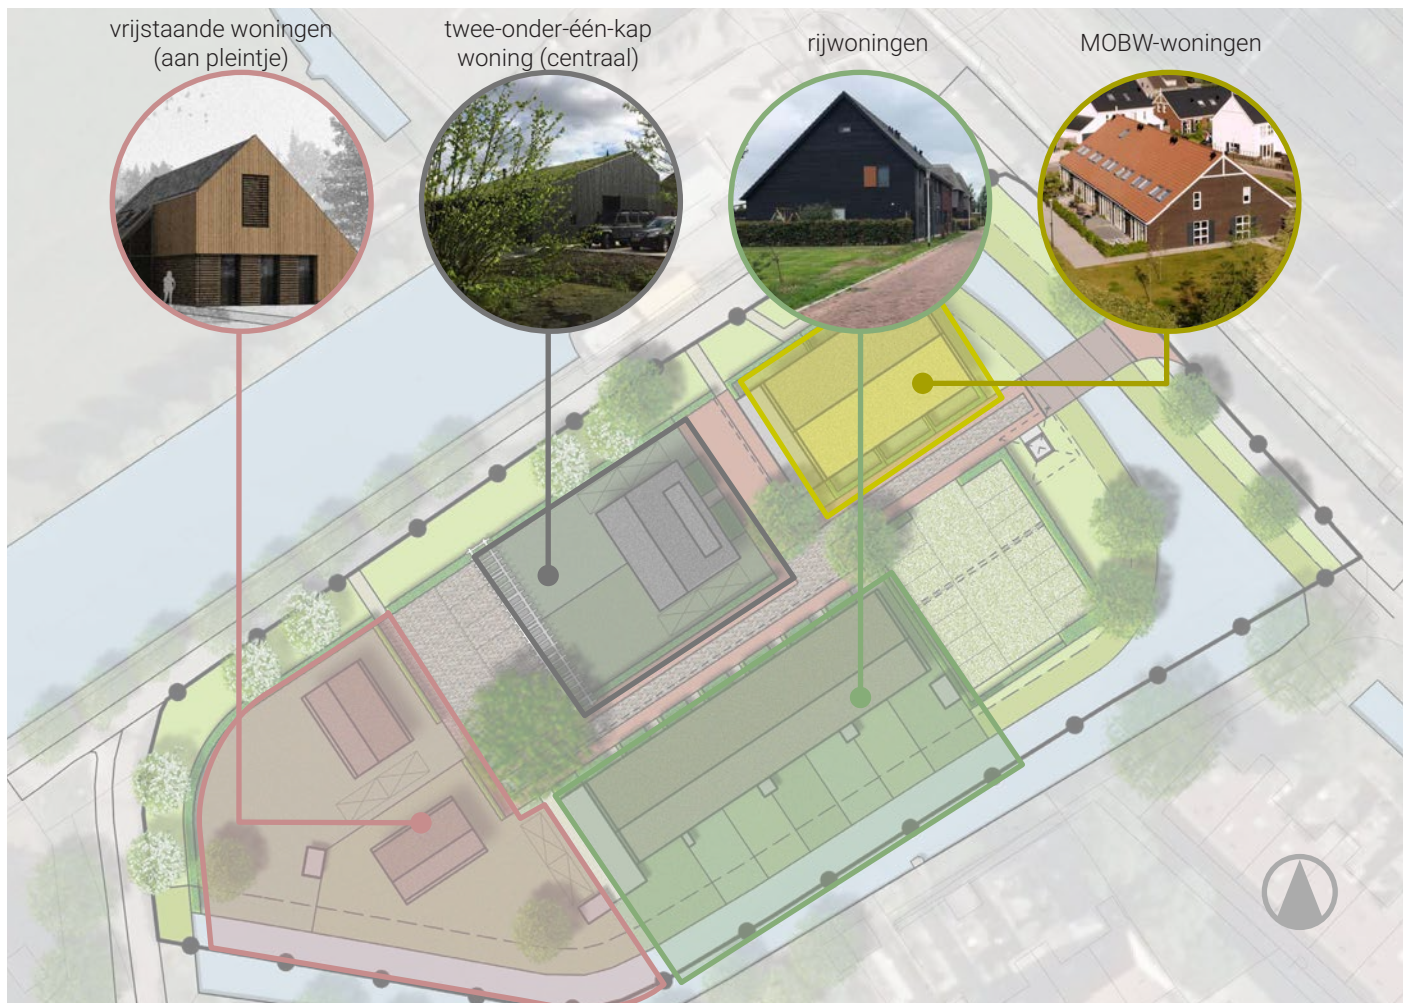 vrijstaande woningen
(aan pleintje)
twee-onder-één-kap
woning (centraal)
rijwoningen
MOBW-woningen